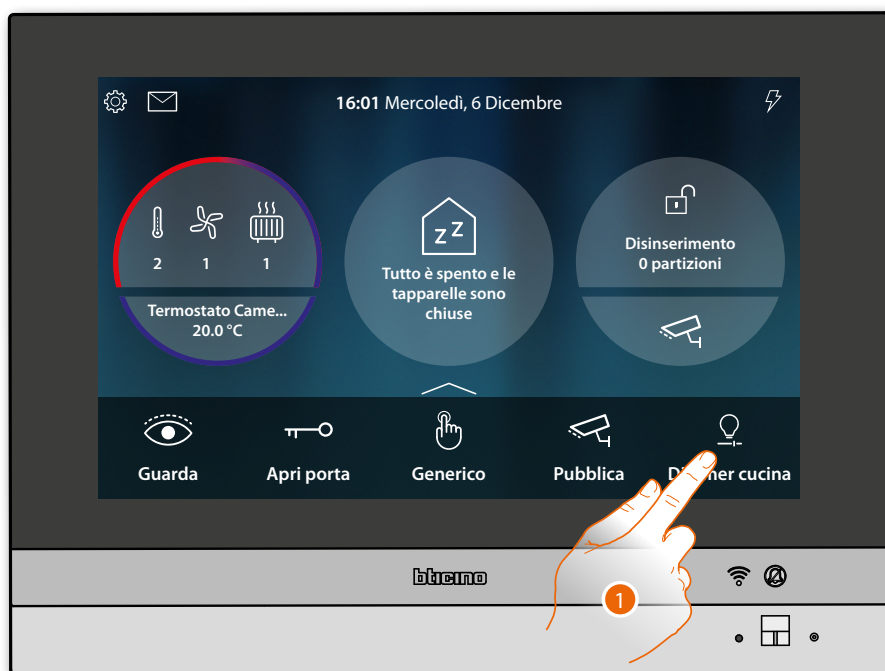 16:01 Mercoledì, 6 Dicembre
2 1 1
Termostato Came...
20.0 °C
zZ
Tutto è spento e le
tapparelle sono
chiuse
Disinserimento
0 partizioni
Guarda
Apri porta
Generico
Pubblica
cucina
bticino
1